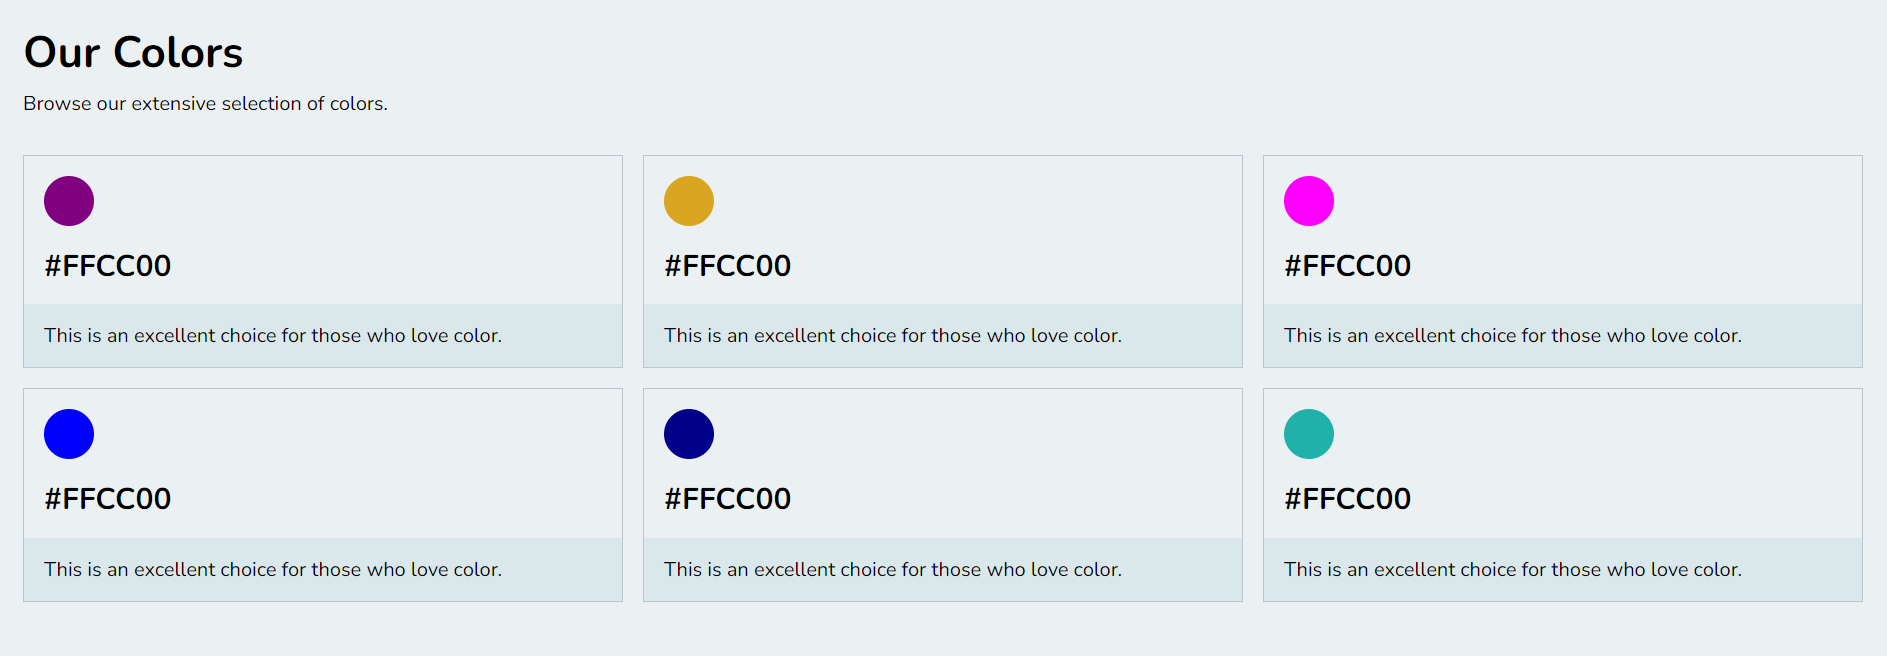 Our Colors
Browse our extensive selection of colors.
#FFCC00
This is an excellent choice for those who love color.
#FFCC00
This is an excellent choice for those who love color.
#FFCC00
This is an excellent choice for those who love color.
#FFCC00
This is an excellent choice for those who love color.
#FFCC00
This is an excellent choice for those who love color.
#FFCC00
This is an excellent choice for those who love color.